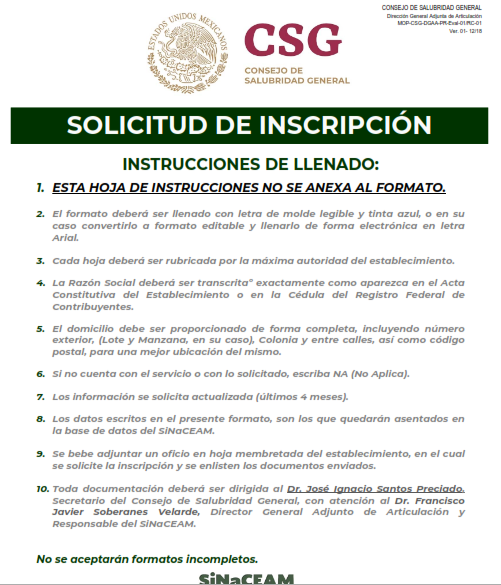 CONSEJO DE SALUBRIDAD GENERAL
Dirección General Adjunta de Articulación
MOP-CSG-DGAA-PR-Eval-01/RC-01
Ver. 01- 12/18
ESTADOS UNIDOS MEXICANOS
CSG
CONSEJO DE
SALUBRIDAD GENERAL
SOLICITUD DE INSCRIPCIÓN
INSTRUCCIONES DE LLENADO:
1. ESTA HOJA DE INSTRUCCIONES NO SE ANEXA AL FORMATO.
2. El formato deberá ser llenado con letra de molde legible y tinta azul, o en su
caso convertirlo a formato editable y llenarlo de forma electrónica en letra
Arial.
3. Cada hoja deberá ser rubricada por la máxima autoridad del establecimiento.
4. La Razón Social deberá ser transcrita° exactamente como aparezca en el Acta
Constitutiva del Establecimiento o en la Cédula del Registro Federal de
Contribuyentes.
5. El domicilio debe ser proporcionado de forma completa, incluyendo número
exterior, (Lote y Manzana, en su caso), Colonia y entre calles, así como código
postal, para una mejor ubicación del mismo.
6. Si no cuenta con el servicio o con lo solicitado, escriba NA (No Aplica).
7. Los información se solicita actualizada (últimos 4 meses).
8. Los datos escritos en el presente formato, son los que quedarán asentados en
la base de datos del SiNaCEAM.
9. Se bebe adjuntar un oficio en hoja membretada del establecimiento, en el cual
se solicite la inscripción y se enlisten los documentos enviados.
10. Toda documentación deberá ser dirigida al Dr. José Ignacio Santos Preciado.
Secretario del Consejo de Salubridad General, con atención al Dr. Francisco
Javier Soberanes Velarde, Director General Adjunto de Articulación y
Responsable del SiNaCEAM.
No se aceptarán formatos incompletos.
SiNaCEAM